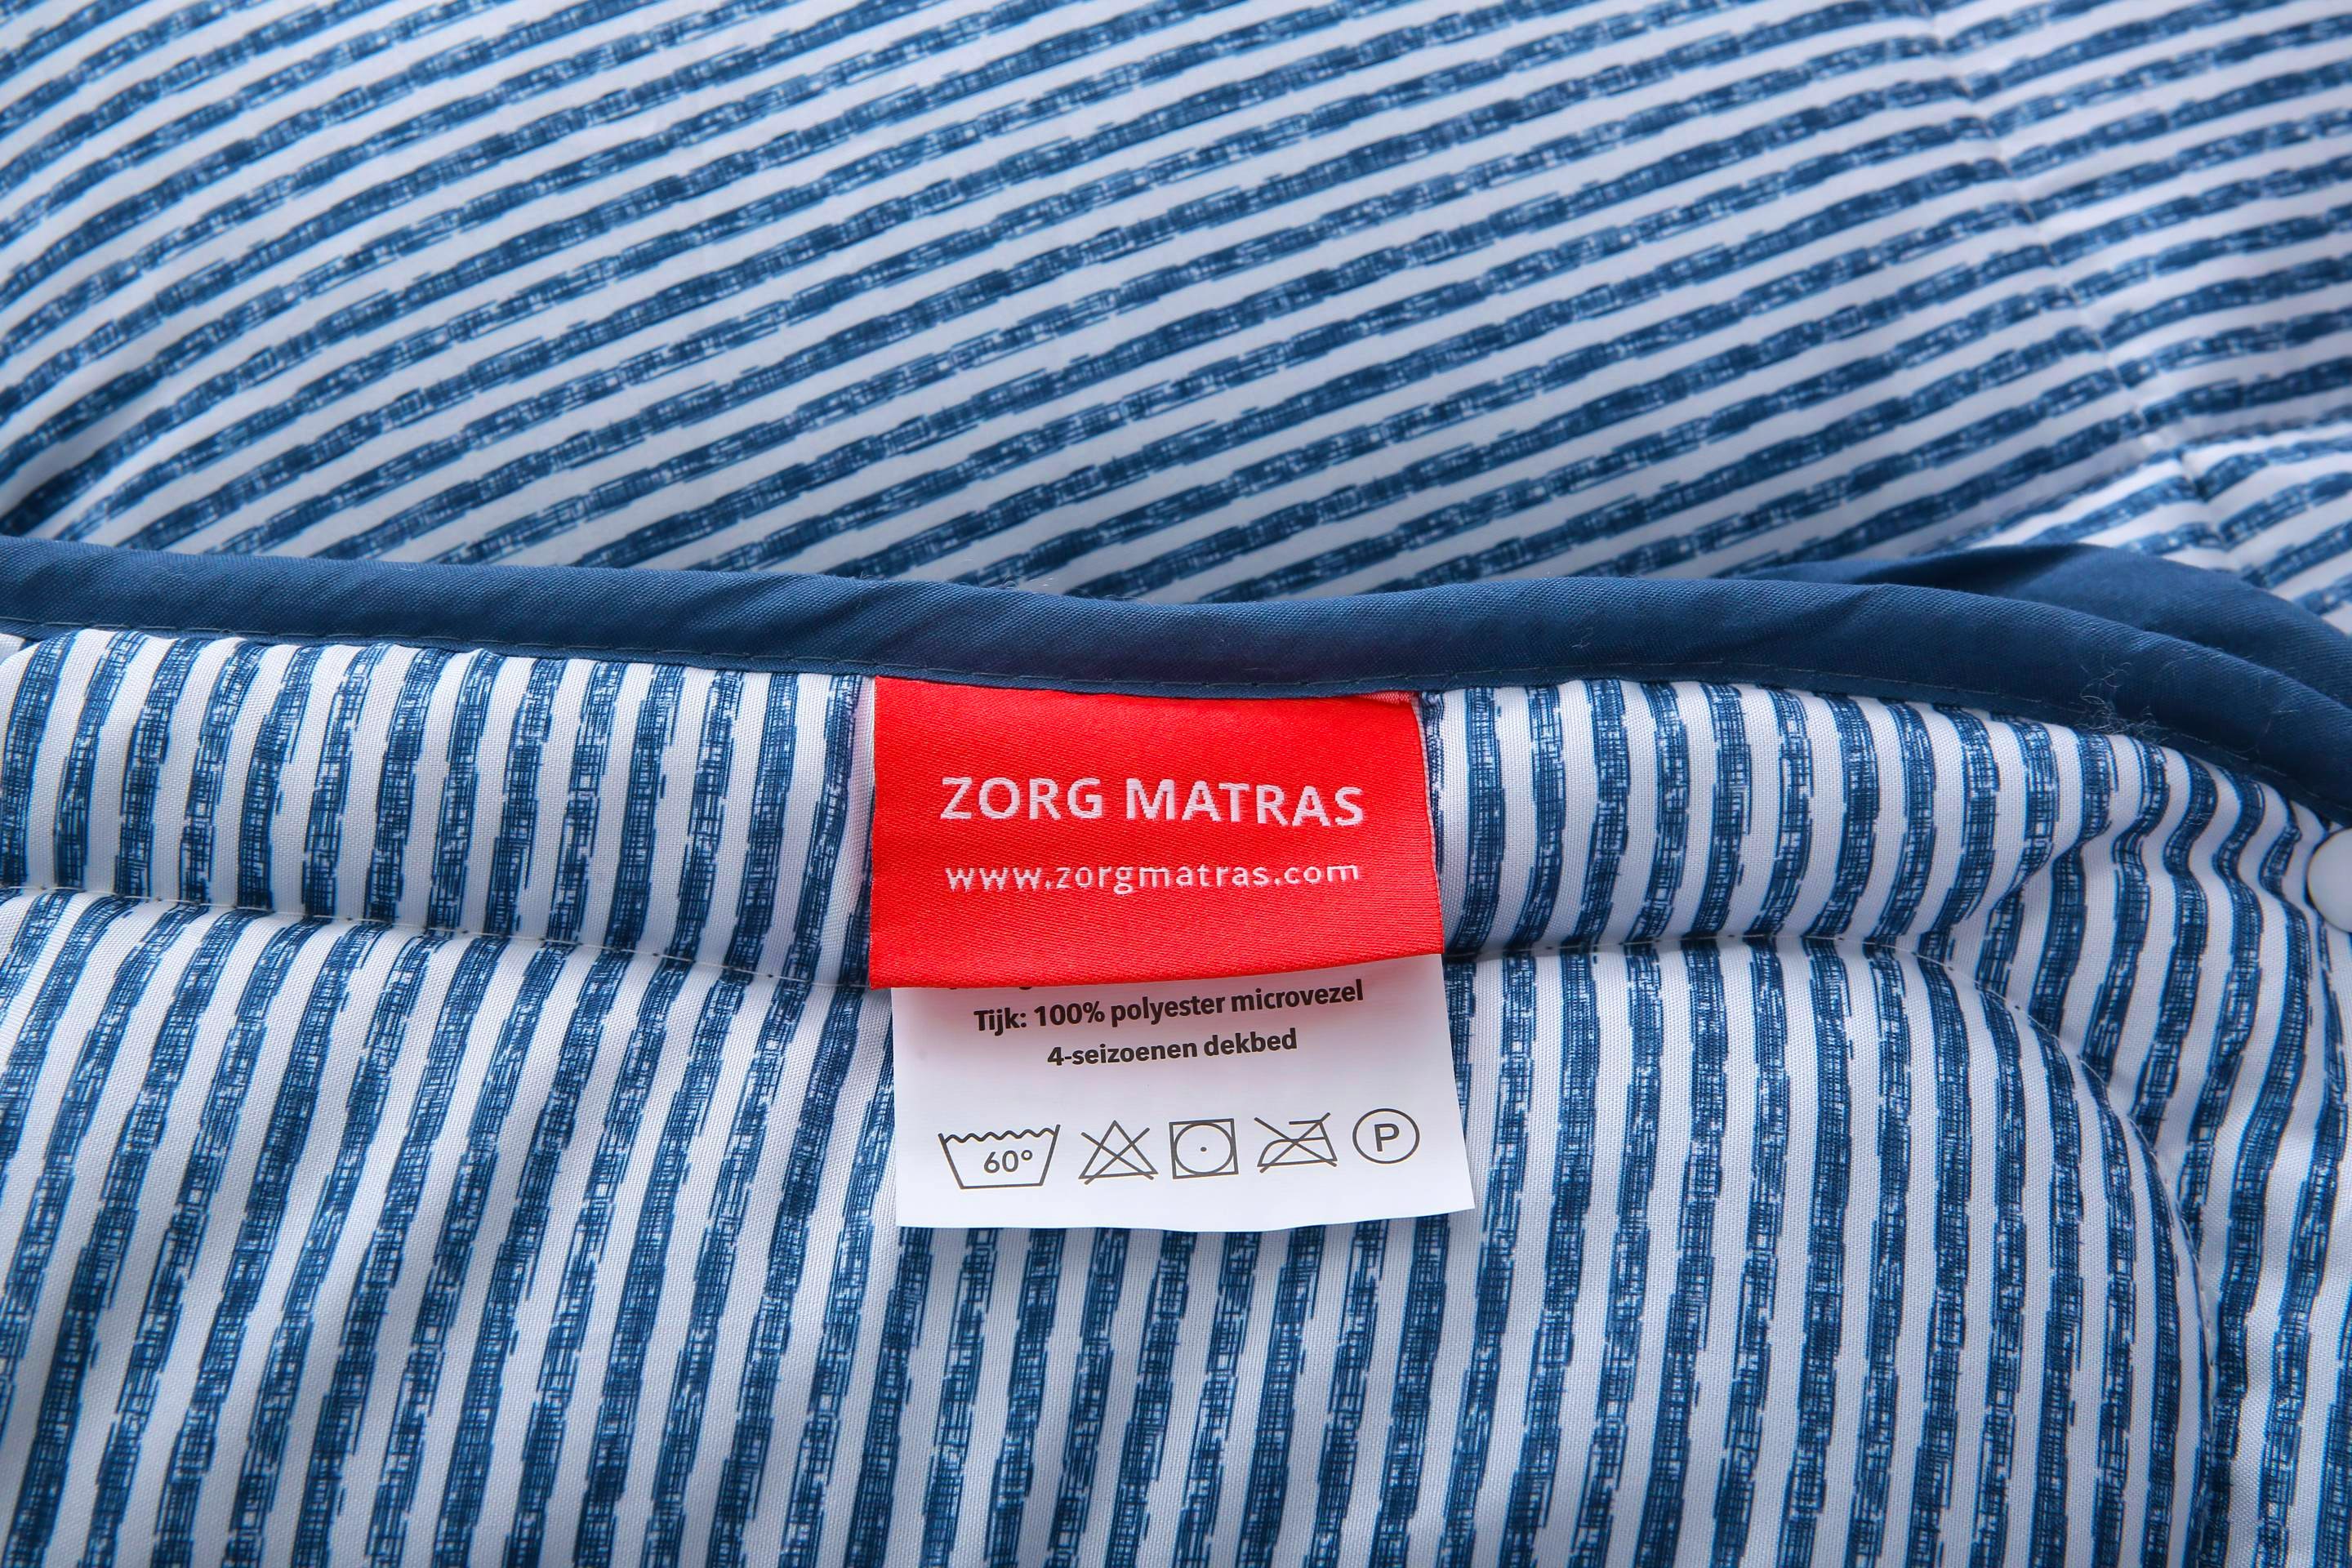 ZORG MATRAS
www.zorgmatras.com
Tijk: 100% polyester microvezel
4-seizoenen dekbed
60°
P